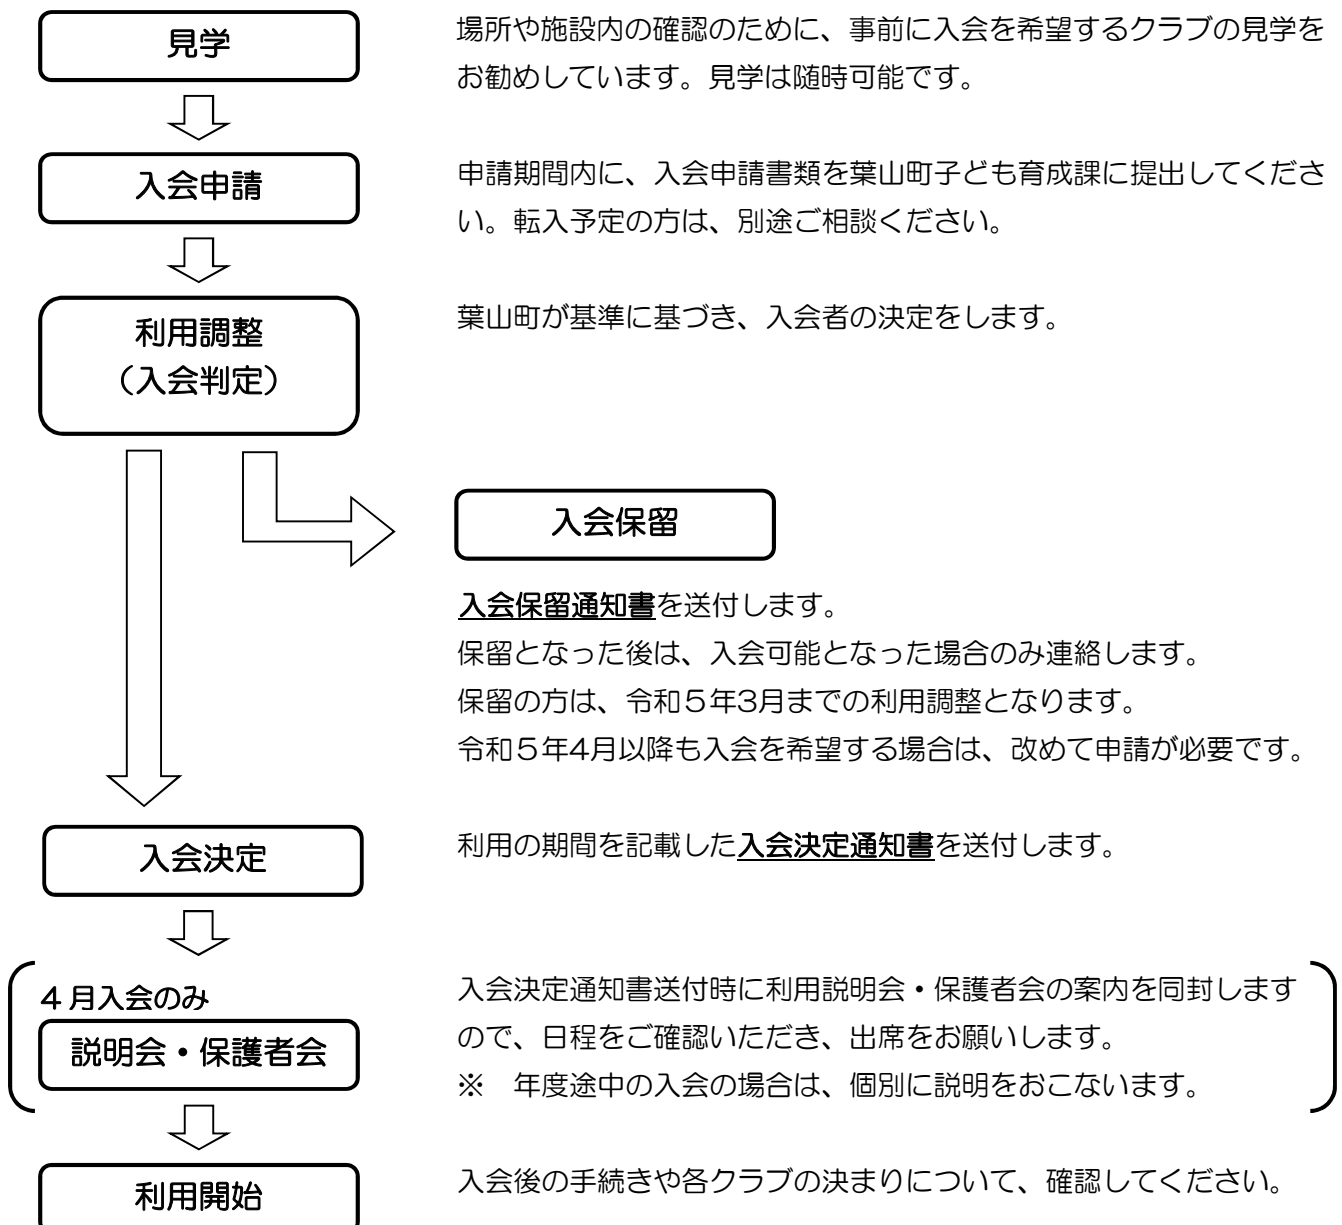 見学
場所や施設内の確認のために、事前に入会を希望するクラブの見学を
お勧めしています。見学は随時可能です。
入会申請
申請期間内に、入会申請書類を葉山町子ども育成課に提出してくださ
い。転入予定の方は、別途ご相談ください。
利用調整
（入会判定）
葉山町が基準に基づき、入会者の決定をします。
入会保留
入会保留通知書を送付します。
保留となった後は、入会可能となった場合のみ連絡します。
保留の方は、令和５年3月までの利用調整となります。
令和５年4月以降も入会を希望する場合は、改めて申請が必要です。
入会決定
利用の期間を記載した入会決定通知書を送付します。
４月入会のみ
説明会・保護者会
入会決定通知書送付時に利用説明会・保護者会の案内を同封します
ので、日程をご確認いただき、出席をお願いします。
※　年度途中の入会の場合は、個別に説明をおこないます。
利用開始
入会後の手続きや各クラブの決まりについて、確認してください。